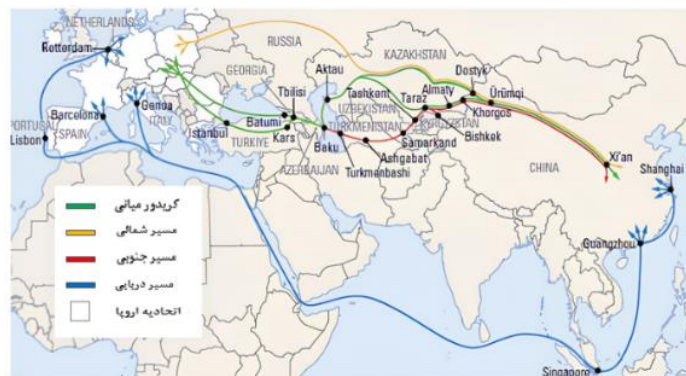 NETHERLANDS
Rotterdam
RUSSIA
KAZAKHSTAN
GEORGIA
Aktau
Dostyk
Tbilisi
Tashkent
Almaty
Ürümqi
Barcelona
Genoa
Batumi
UZBEKISTAN
Taraz
PORTUGAL
SPAIN
ITALY
Istanbul
Kars
TURKMENISTAN
KYRGYZSTAN
Khorgos
Lisbon
TURKIYE
Baku
Samarkand
Bishkek
Xi'an
AZERBAIJAN
Ashgabat
Turkmenbashi
CHINA
Shanghai
Guangzhou
Singapore
کریدور میانی
مسیر شمالی
مسیر جنوبی
مسیر دریایی
اتحادیه اروپا